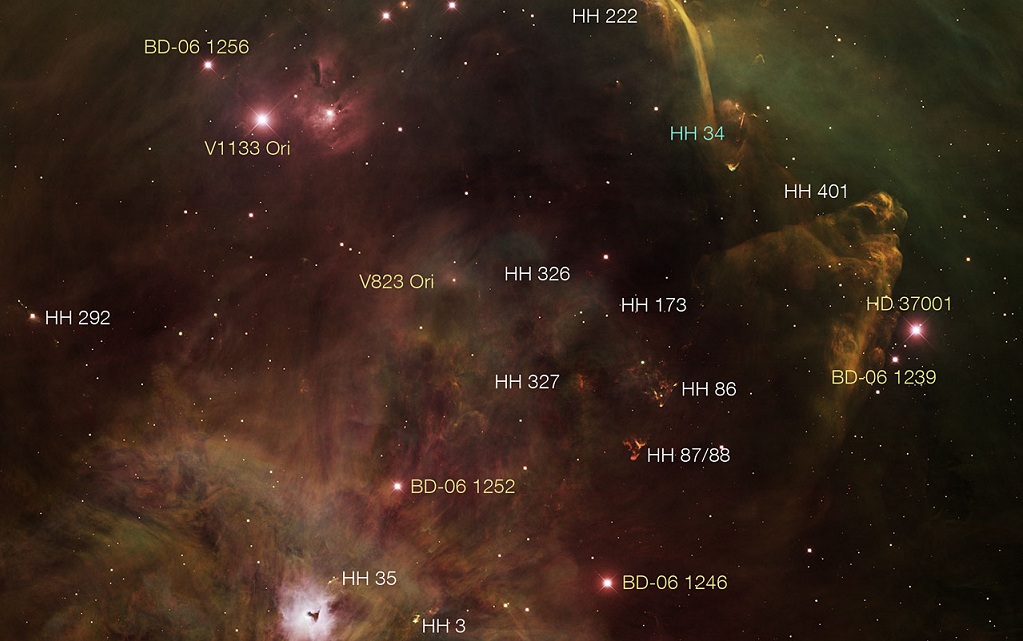 HH 222
BD-06 1256
HH 34
V1133 Ori
HH 401
HH 326
V823 Ori
HD 37001
HH 173
HH 292
BD-06 1239
HH 327
HH 86
HH 87/88
BD-06 1252
HH 35
BD-06 1246
HH 3